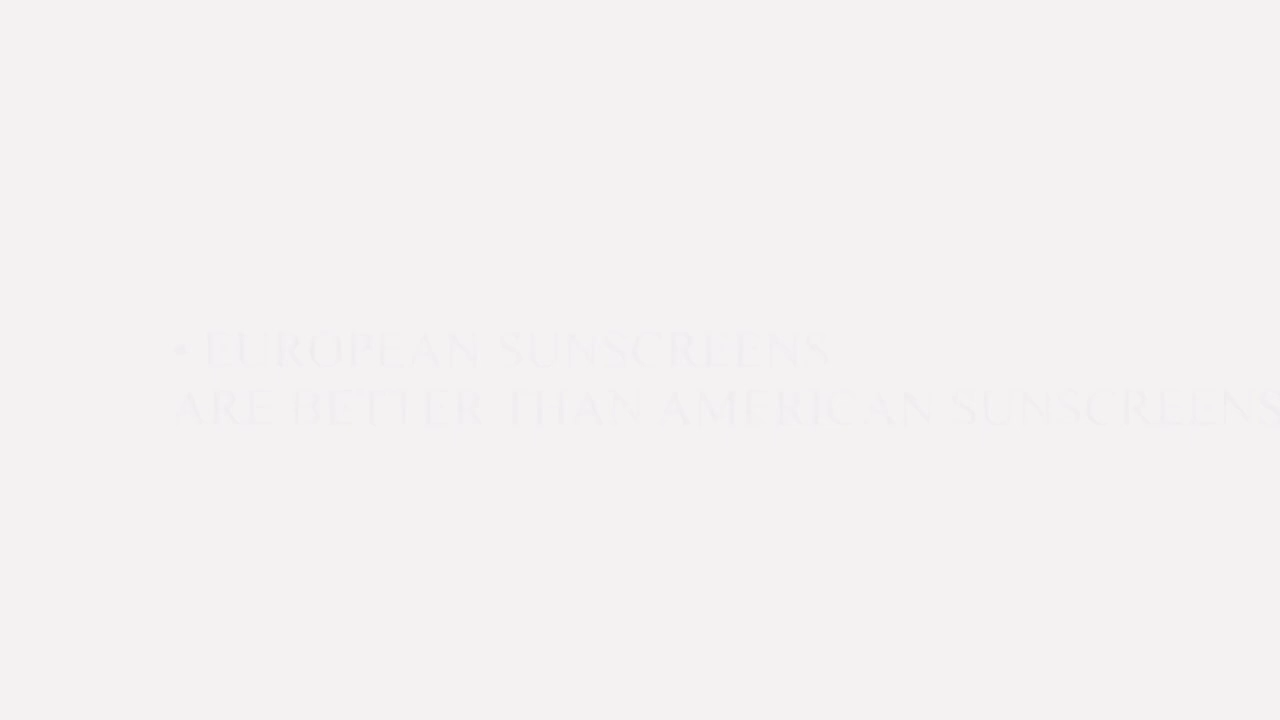 • EUROPEAN SUNSCREENS
ARE BETTER THAN AMERICAN SUNSCREENS